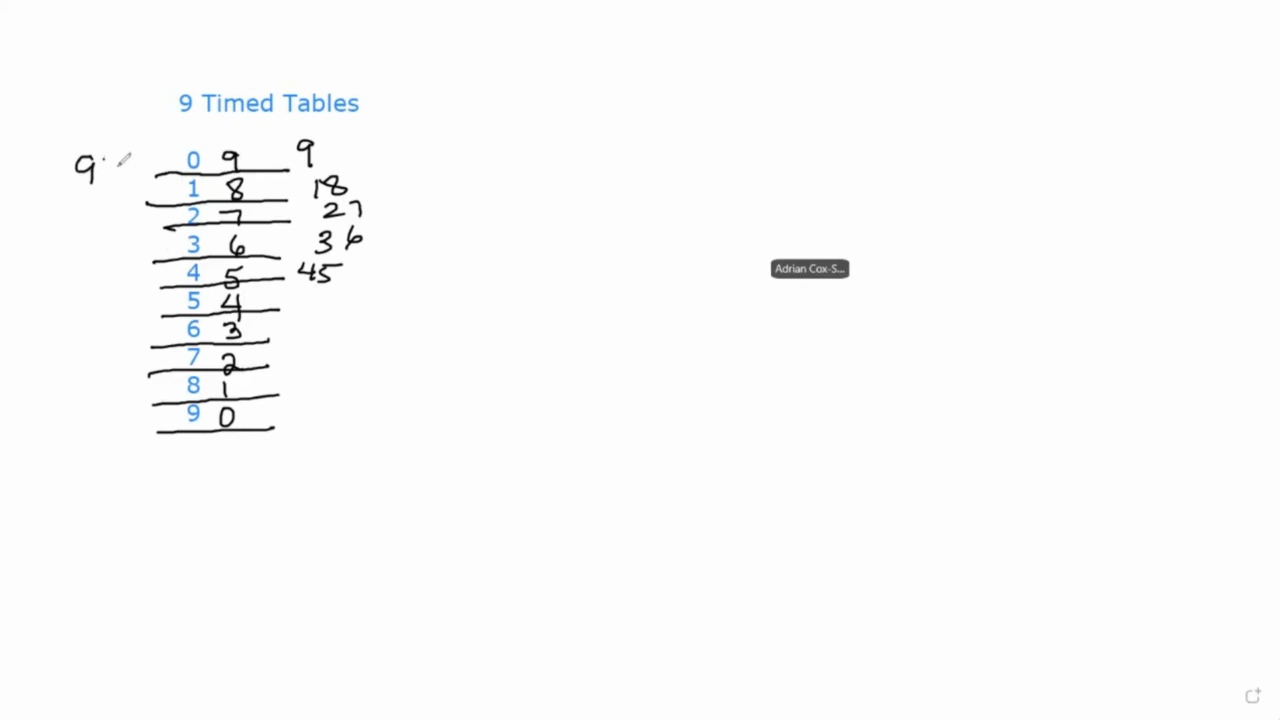 9 Timed Tables
9· 0 9 9
1 8 18
2 7 27
3 6 36
4 5 45
5 4
6 3
7 2
8 1
9 0
Adrian Cox-S...